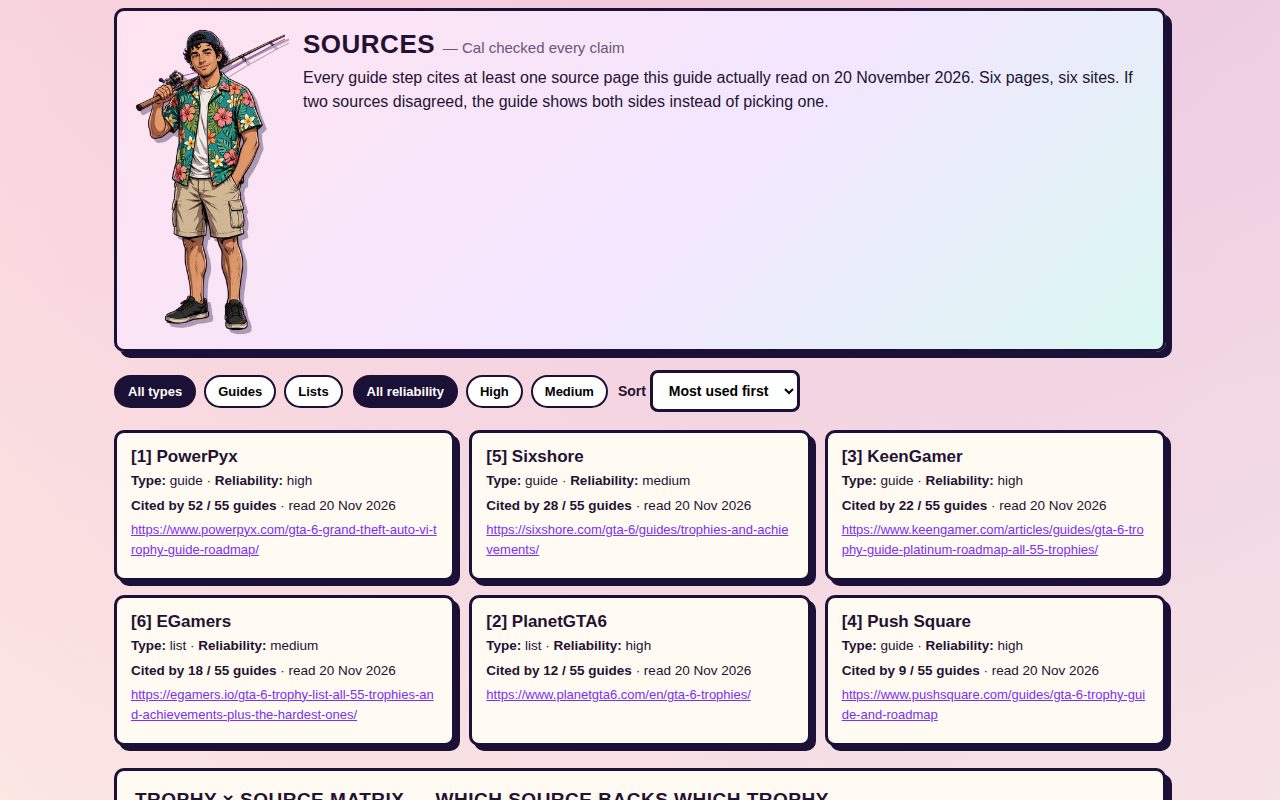 SOURCES — Cal checked every claim
Every guide step cites at least one source page this guide actually read on 20 November 2026. Six pages, six sites. If
two sources disagreed, the guide shows both sides instead of picking one.
All types Guides Lists All reliability High Medium Sort Most used first
[1] PowerPyx
Type: guide · Reliability: high
Cited by 52 / 55 guides · read 20 Nov 2026
https://www.powerpyx.com/gta-6-grand-theft-auto-vi-t
rophy-guide-roadmap/
[5] Sixshore
Type: guide · Reliability: medium
Cited by 28 / 55 guides · read 20 Nov 2026
https://sixshore.com/gta-6/guides/trophies-and-achie
vements/
[3] KeenGamer
Type: guide · Reliability: high
Cited by 22 / 55 guides · read 20 Nov 2026
https://www.keengamer.com/articles/guides/gta-6-tro
phy-guide-platinum-roadmap-all-55-trophies/
[6] EGamers
Type: list · Reliability: medium
Cited by 18 / 55 guides · read 20 Nov 2026
https://egamers.io/gta-6-trophy-list-all-55-trophies-an
d-achievements-plus-the-hardest-ones/
[2] PlanetGTA6
Type: list · Reliability: high
Cited by 12 / 55 guides · read 20 Nov 2026
https://www.planetgta6.com/en/gta-6-trophies/
[4] Push Square
Type: guide · Reliability: high
Cited by 9 / 55 guides · read 20 Nov 2026
https://www.pushsquare.com/guides/gta-6-trophy-gui
de-and-roadmap
TROPHY × SOURCE MATRIX — WHICH SOURCE BACKS WHICH TROPHY